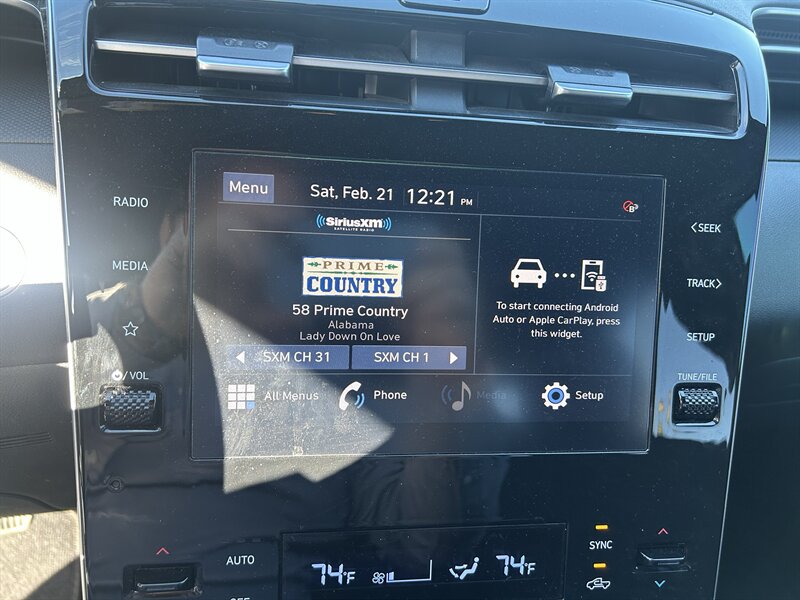 RADIO
MEDIA
/ VOL
Menu
Sat, Feb. 21 12:21 PM
SiriusXM
SATELLITE RADIO
PRIME
COUNTRY
58 Prime Country
Alabama
Lady Down On Love
SXM CH 31
SXM CH 1
To start connecting Android
Auto or Apple CarPlay, press
this widget.
All Menus
Phone
Media
Setup
SEEK
TRACK
SETUP
TUNE/FILE
AUTO
OFF
74°F
74°F
SYNC